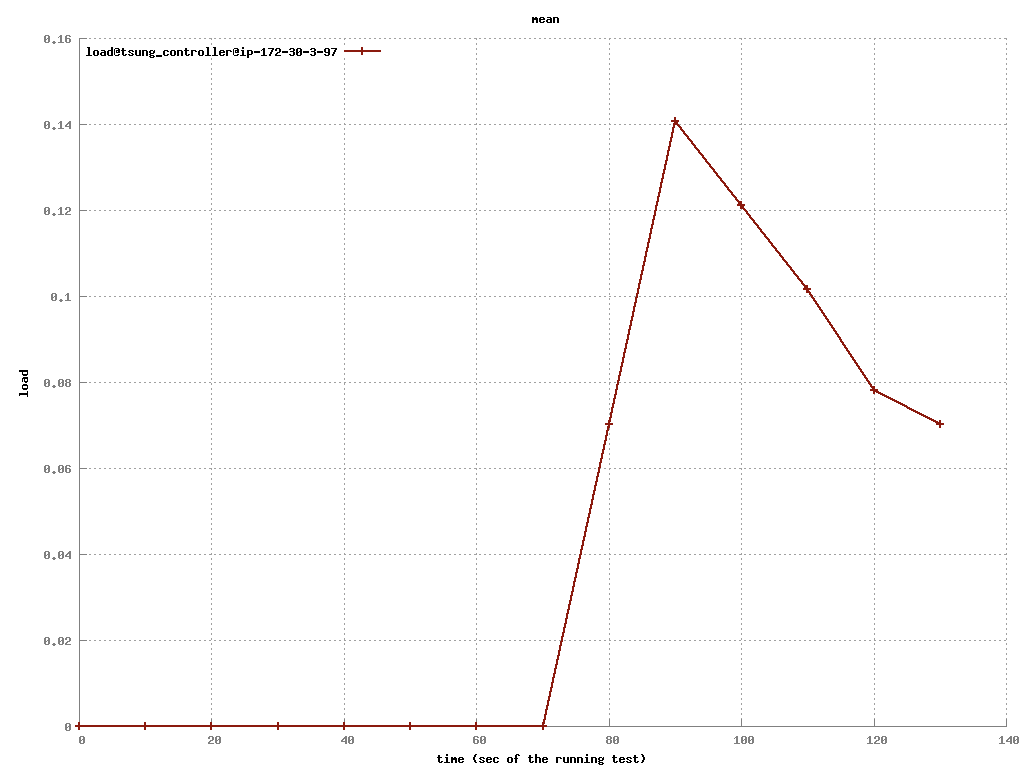 mean
load@tsung_controller@ip-172-30-3-97
0.16
0.14
0.12
0.1
0.08
0.06
0.04
0.02
0
load
0 20 40 60 80 100 120 140
time (sec of the running test)